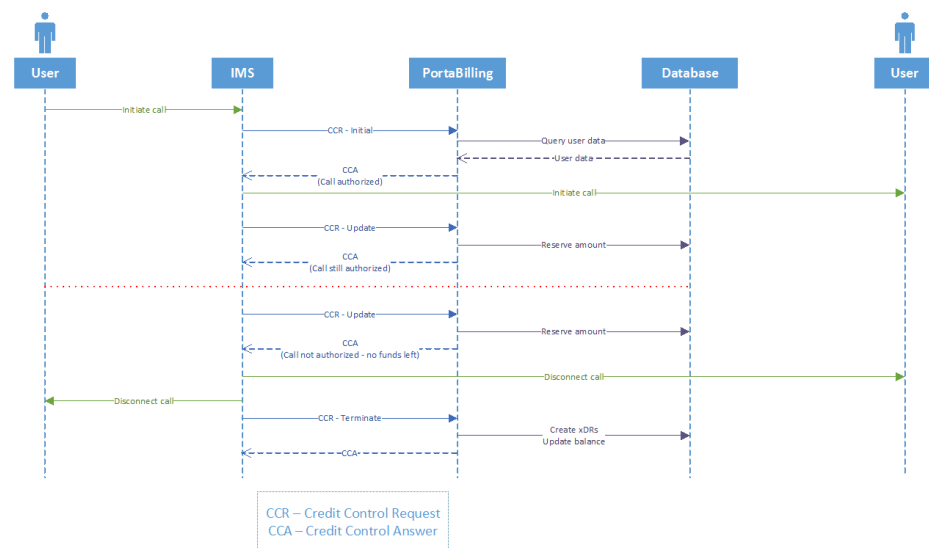 User
IMS
PortaBilling
Database
User
Initiate call
CCR - Initial
Query user data
User data
CCA
(Call authorized)
Initiate call
CCR - Update
Reserve amount
CCA
(Call still authorized)
CCR - Update
Reserve amount
CCA
(Call not authorized - no funds left)
Disconnect call
Disconnect call
CCR - Terminate
Create xDRs
Update balance
CCA
CCR – Credit Control Request
CCA – Credit Control Answer